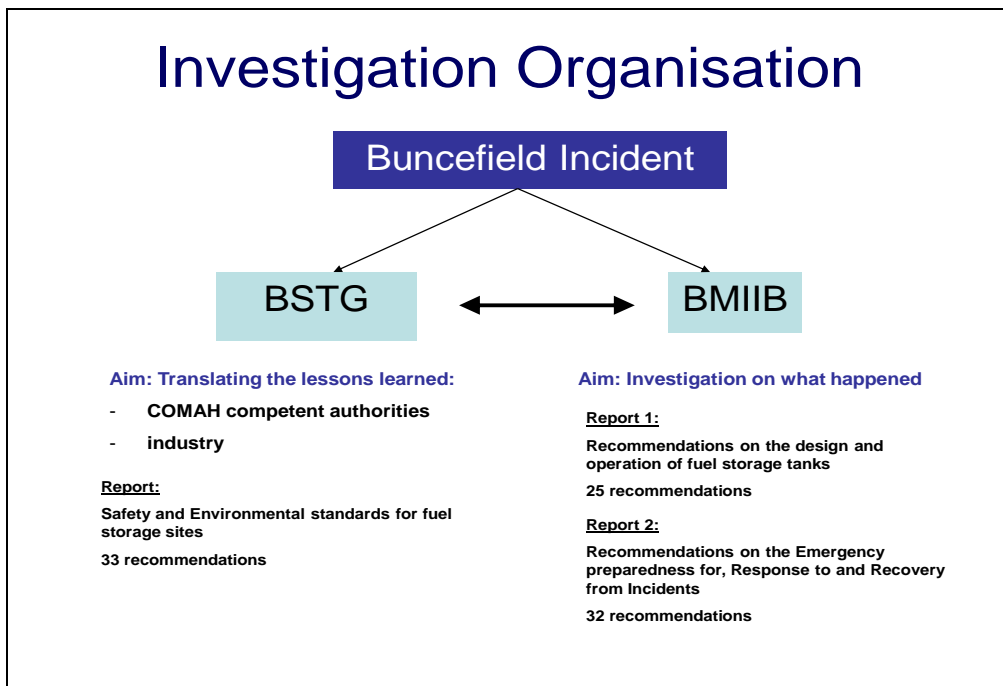 Investigation Organisation
Buncefield Incident
BSTG
BMIIB
Aim: Translating the lessons learned:
- COMAH competent authorities
- industry
Report:
Safety and Environmental standards for fuel
storage sites
33 recommendations
Aim: Investigation on what happened
Report 1:
Recommendations on the design and
operation of fuel storage tanks
25 recommendations
Report 2:
Recommendations on the Emergency
preparedness for, Response to and Recovery
from Incidents
32 recommendations